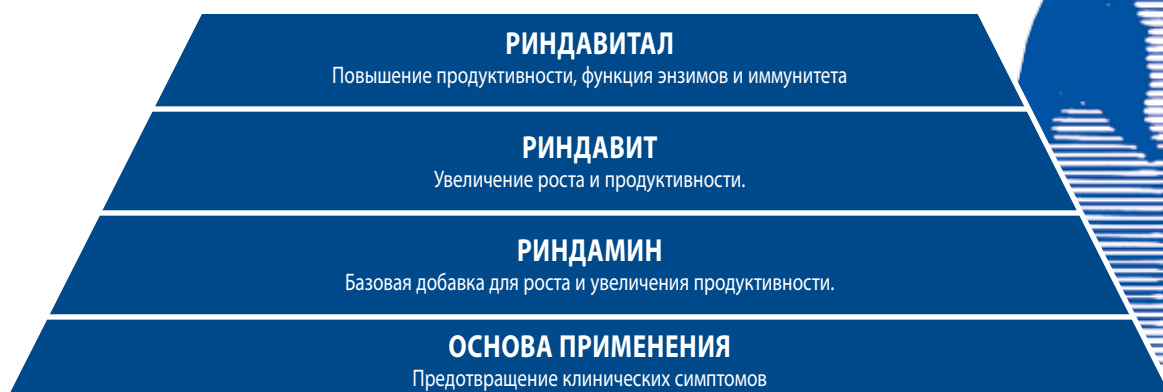 РИНДАВИТАЛ
Повышение продуктивности, функция энзимов и иммунитета
РИНДАВИТ
Увеличение роста и продуктивности.
РИНДАМИН
Базовая добавка для роста и увеличения продуктивности.
ОСНОВА ПРИМЕНЕНИЯ
Предотвращение клинических симптомов